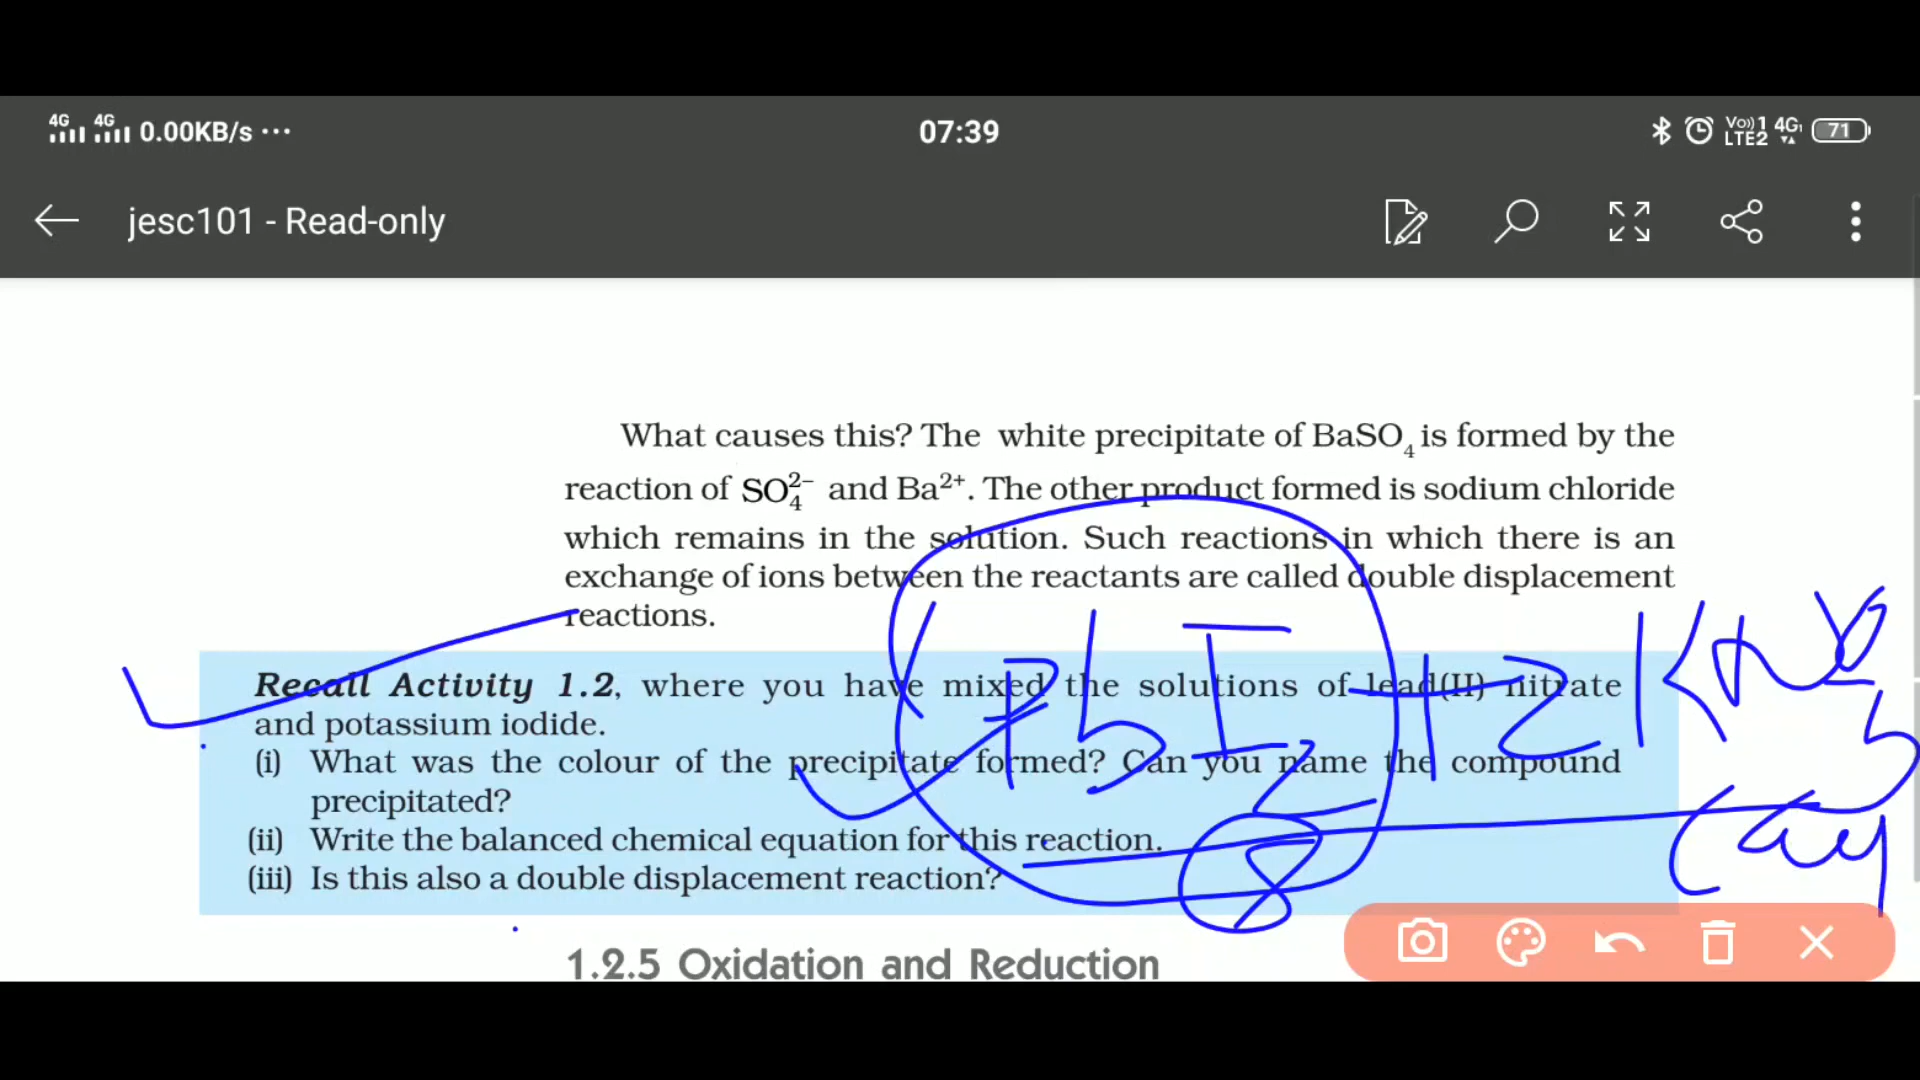 4G 4G 0.00KB/s ... 07:39 Vo)) 1 LTE2 4G 71
jesc101 - Read-only
What causes this? The white precipitate of BaSO₄ is formed by the
reaction of SO₄²⁻ and Ba²⁺. The other product formed is sodium chloride
which remains in the solution. Such reactions in which there is an
exchange of ions between the reactants are called double displacement
reactions.
Recall Activity 1.2, where you have mixed the solutions of lead(II) nitrate
and potassium iodide.
(i) What was the colour of the precipitate formed? Can you name the compound
precipitated?
(ii) Write the balanced chemical equation for this reaction.
(iii) Is this also a double displacement reaction?
PbI₂ + 2KNO₃
(aq
1.2.5 Oxidation and Reduction